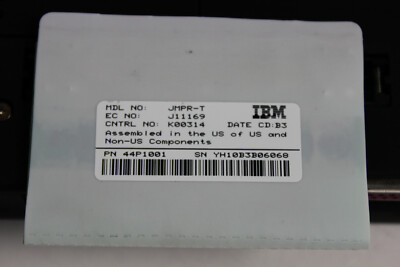 MDL NO: JMPR-T IBM
EC NO: J11169
CNTRL NO: K00314 DATE CD:B3
Assembled in the US of US and
Non-US Components
PN 44P1001 SN YH10B3B06068